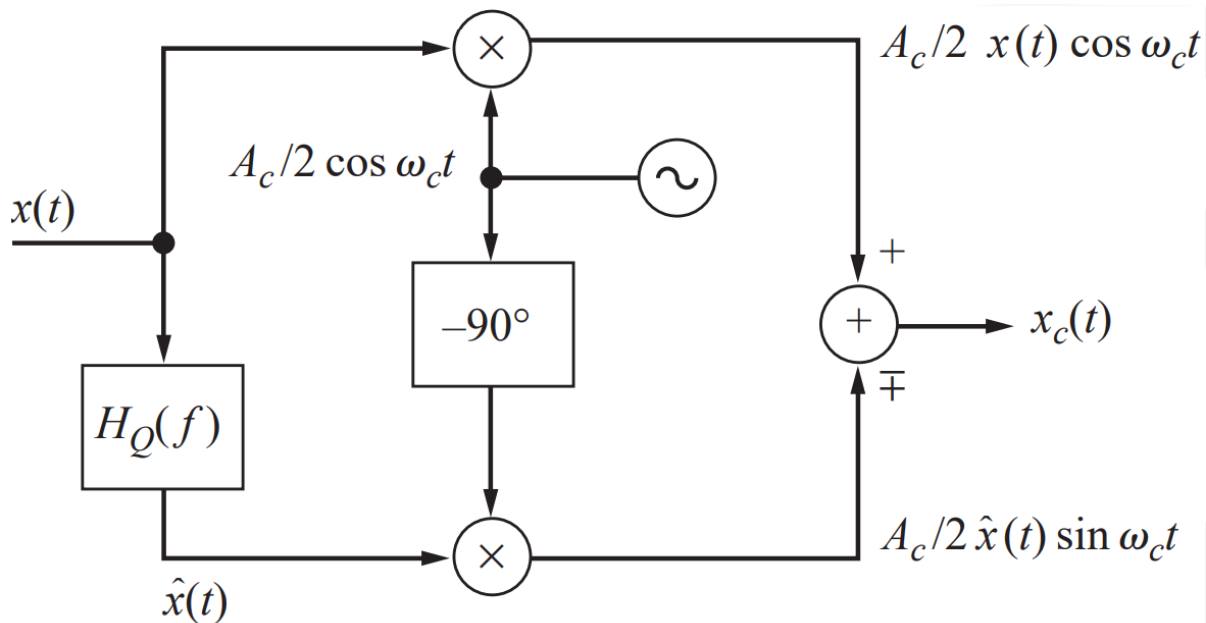 ×
A_c/2 x(t) cos ω_c t
A_c/2 cos ω_c t
x(t)
+
–90°
+
x_c(t)
∓
H_Q(f)
×
A_c/2 x̂(t) sin ω_c t
x̂(t)